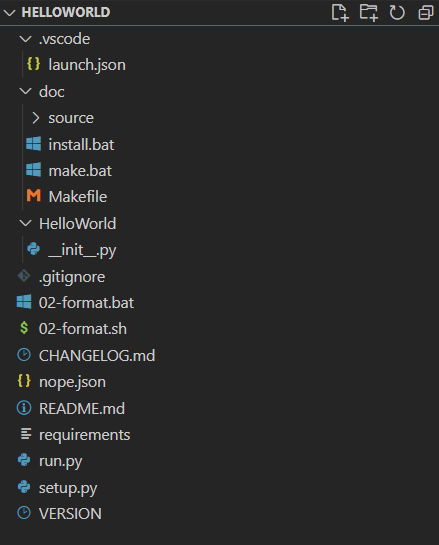 HELLOWORLD
.vscode
launch.json
doc
source
install.bat
make.bat
Makefile
HelloWorld
__init__.py
.gitignore
02-format.bat
02-format.sh
CHANGELOG.md
nope.json
README.md
requirements
run.py
setup.py
VERSION